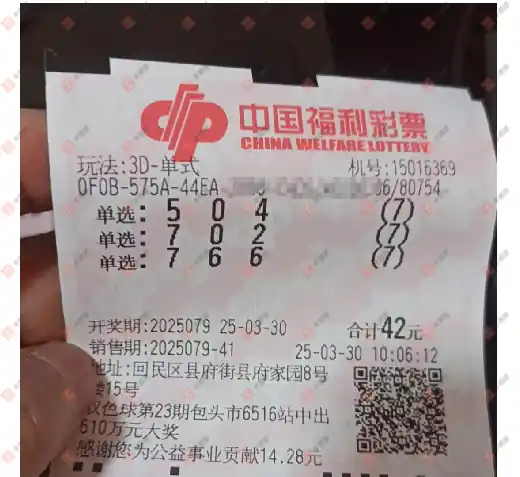 中国福利彩票
CHINA WELFARE LOTTERY
玩法:3D-单式 机号:15016369
0F0B-575A-44EA- 06/80754
单选: 5 0 4 (7)
单选: 7 0 2 (7)
单选: 7 6 6 (7)
开奖期:2025079 25-03-30 合计42元
销售期:2025079-41 25-03-30 10:06:12
地址:回民区县府街县府家园8号
楼15号
双色球第23期包头市6516站中出
610万元大奖
感谢您为公益事业贡献14.28元